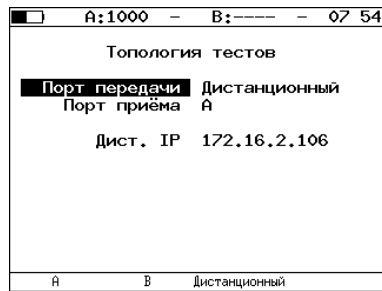 A:1000 – B:---- – 07 54
Топология тестов
Порт передачи Дистанционный
Порт приёма A
Дист. IP 172.16.2.106
A B Дистанционный